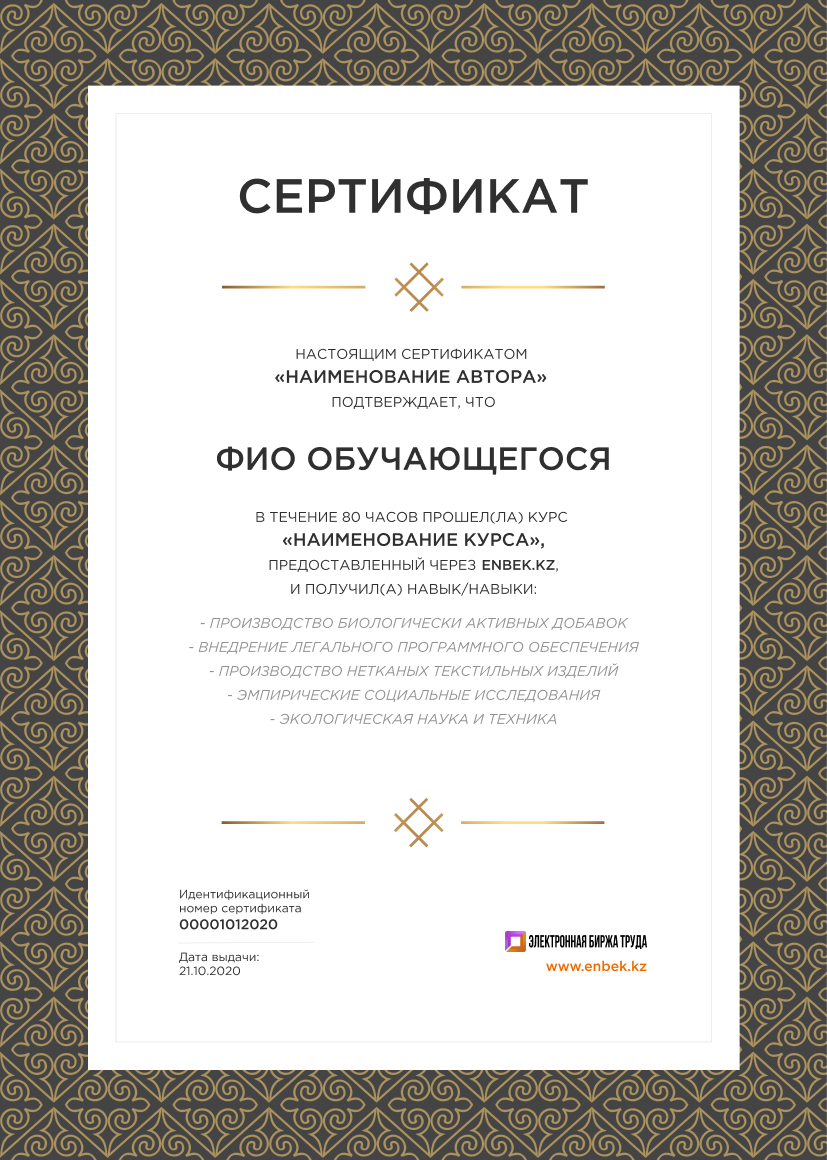 СЕРТИФИКАТ
НАСТОЯЩИМ СЕРТИФИКАТОМ
«НАИМЕНОВАНИЕ АВТОРА»
ПОДТВЕРЖДАЕТ, ЧТО
ФИО ОБУЧАЮЩЕГОСЯ
В ТЕЧЕНИЕ 80 ЧАСОВ ПРОШЕЛ(ЛА) КУРС
«НАИМЕНОВАНИЕ КУРСА»,
ПРЕДОСТАВЛЕННЫЙ ЧЕРЕЗ ENBEK.KZ,
И ПОЛУЧИЛ(А) НАВЫК/НАВЫКИ:
- ПРОИЗВОДСТВО БИОЛОГИЧЕСКИ АКТИВНЫХ ДОБАВОК
- ВНЕДРЕНИЕ ЛЕГАЛЬНОГО ПРОГРАММНОГО ОБЕСПЕЧЕНИЯ
- ПРОИЗВОДСТВО НЕТКАНЫХ ТЕКСТИЛЬНЫХ ИЗДЕЛИЙ
- ЭМПИРИЧЕСКИЕ СОЦИАЛЬНЫЕ ИССЛЕДОВАНИЯ
- ЭКОЛОГИЧЕСКАЯ НАУКА И ТЕХНИКА
Идентификационный
номер сертификата
00001012020
Дата выдачи:
21.10.2020
ЭЛЕКТРОННАЯ БИРЖА ТРУДА
www.enbek.kz